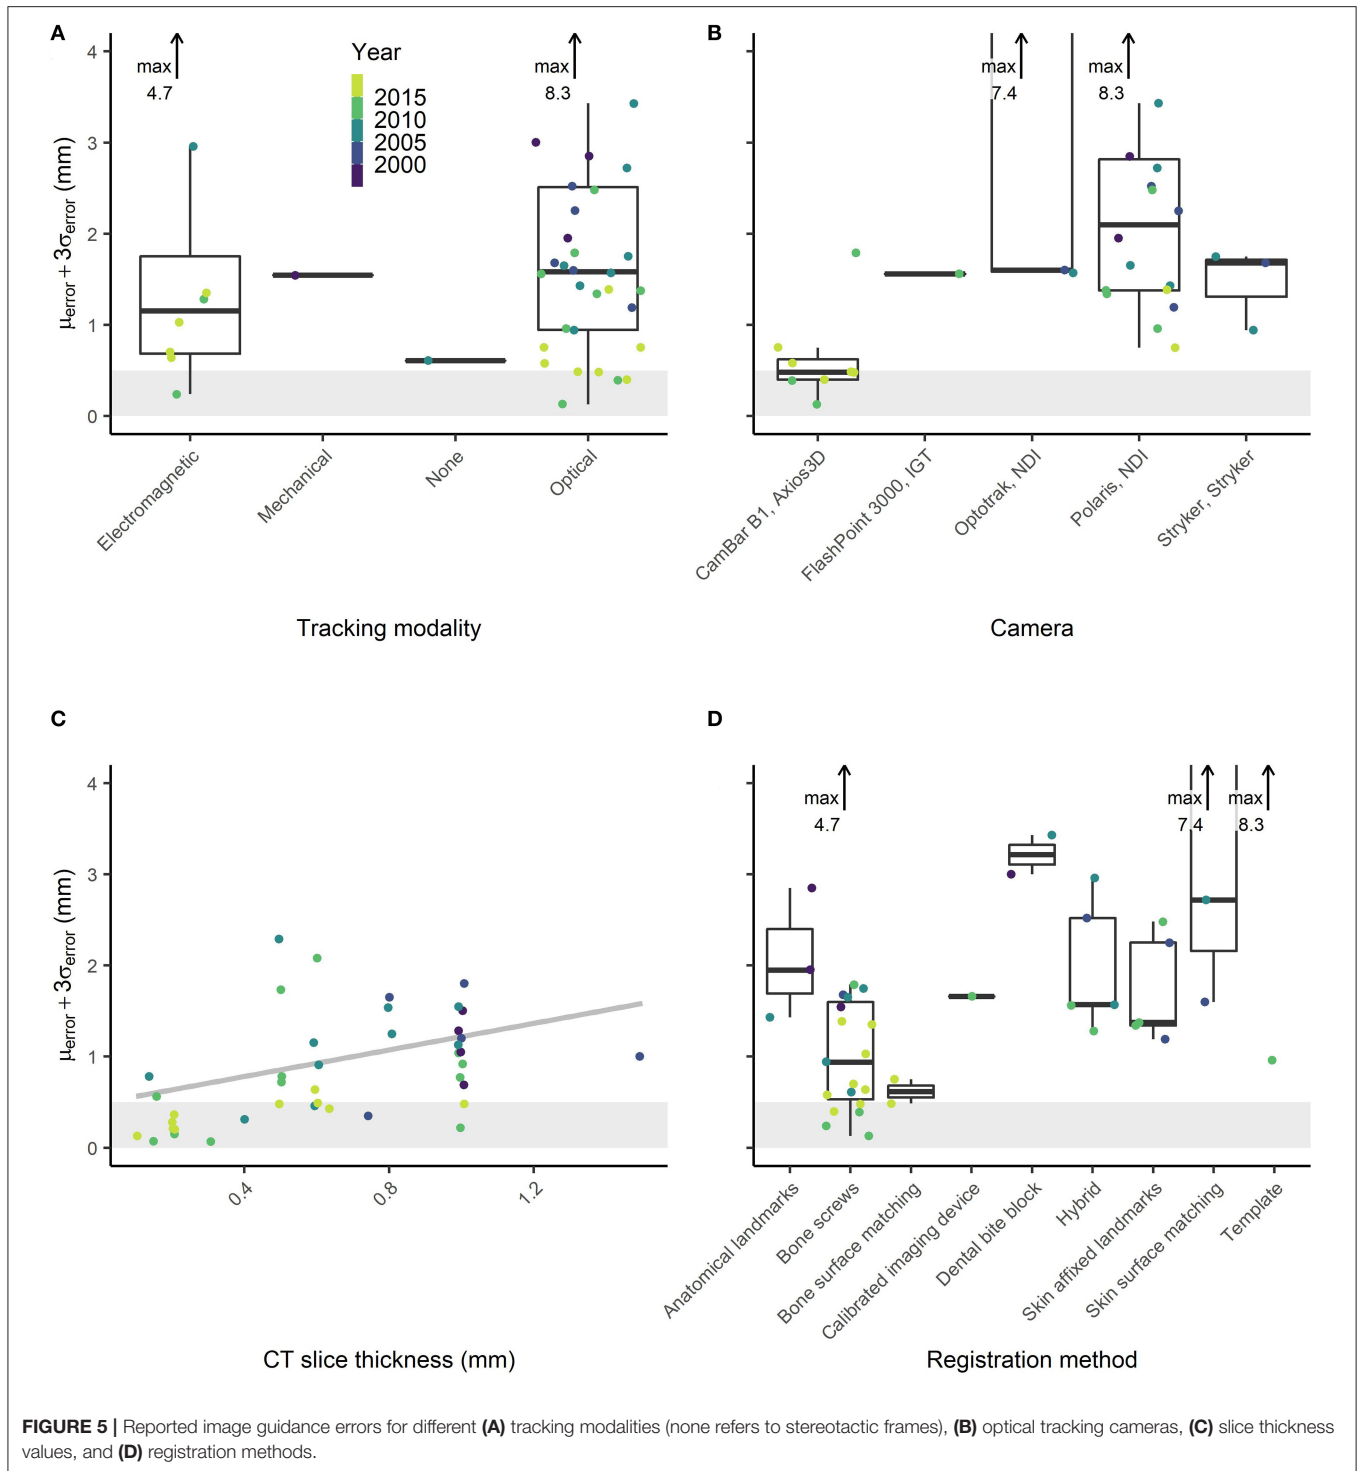 A
4
3
2
1
0
μerror + 3σerror (mm)
max
4.7
Year
2015
2010
2005
2000
max
8.3
Electromagnetic
Mechanical
None
Optical
Tracking modality
B
max
7.4
max
8.3
CamBar B1, Axios3D
FlashPoint 3000, IGT
Optotrak, NDI
Polaris, NDI
Stryker, Stryker
Camera
C
4
3
2
1
0
μerror + 3σerror (mm)
0.4
0.8
1.2
CT slice thickness (mm)
D
max
4.7
max
7.4
max
8.3
Anatomical landmarks
Bone screws
Bone surface matching
Calibrated imaging device
Dental bite block
Hybrid
Skin affixed landmarks
Skin surface matching
Template
Registration method
FIGURE 5 | Reported image guidance errors for different (A) tracking modalities (none refers to stereotactic frames), (B) optical tracking cameras, (C) slice thickness
values, and (D) registration methods.